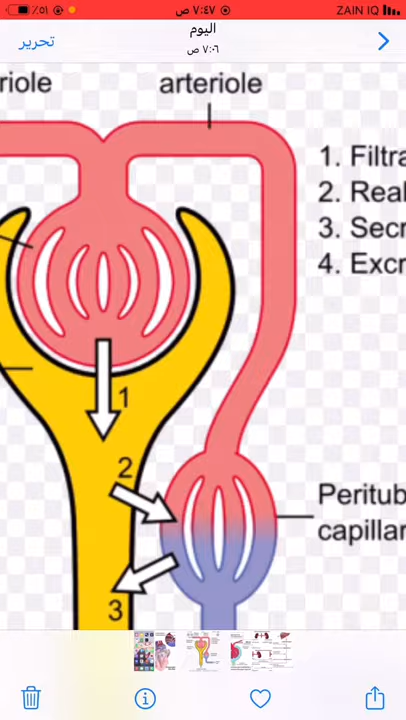 ٪٥١ ٧:٤٧ ص ZAIN IQ
اليوم
٧:٠٦ ص
تحرير
riole
arteriole
1. Filtra
2. Real
3. Secr
4. Excr
1
2
Peritub
capillar
3